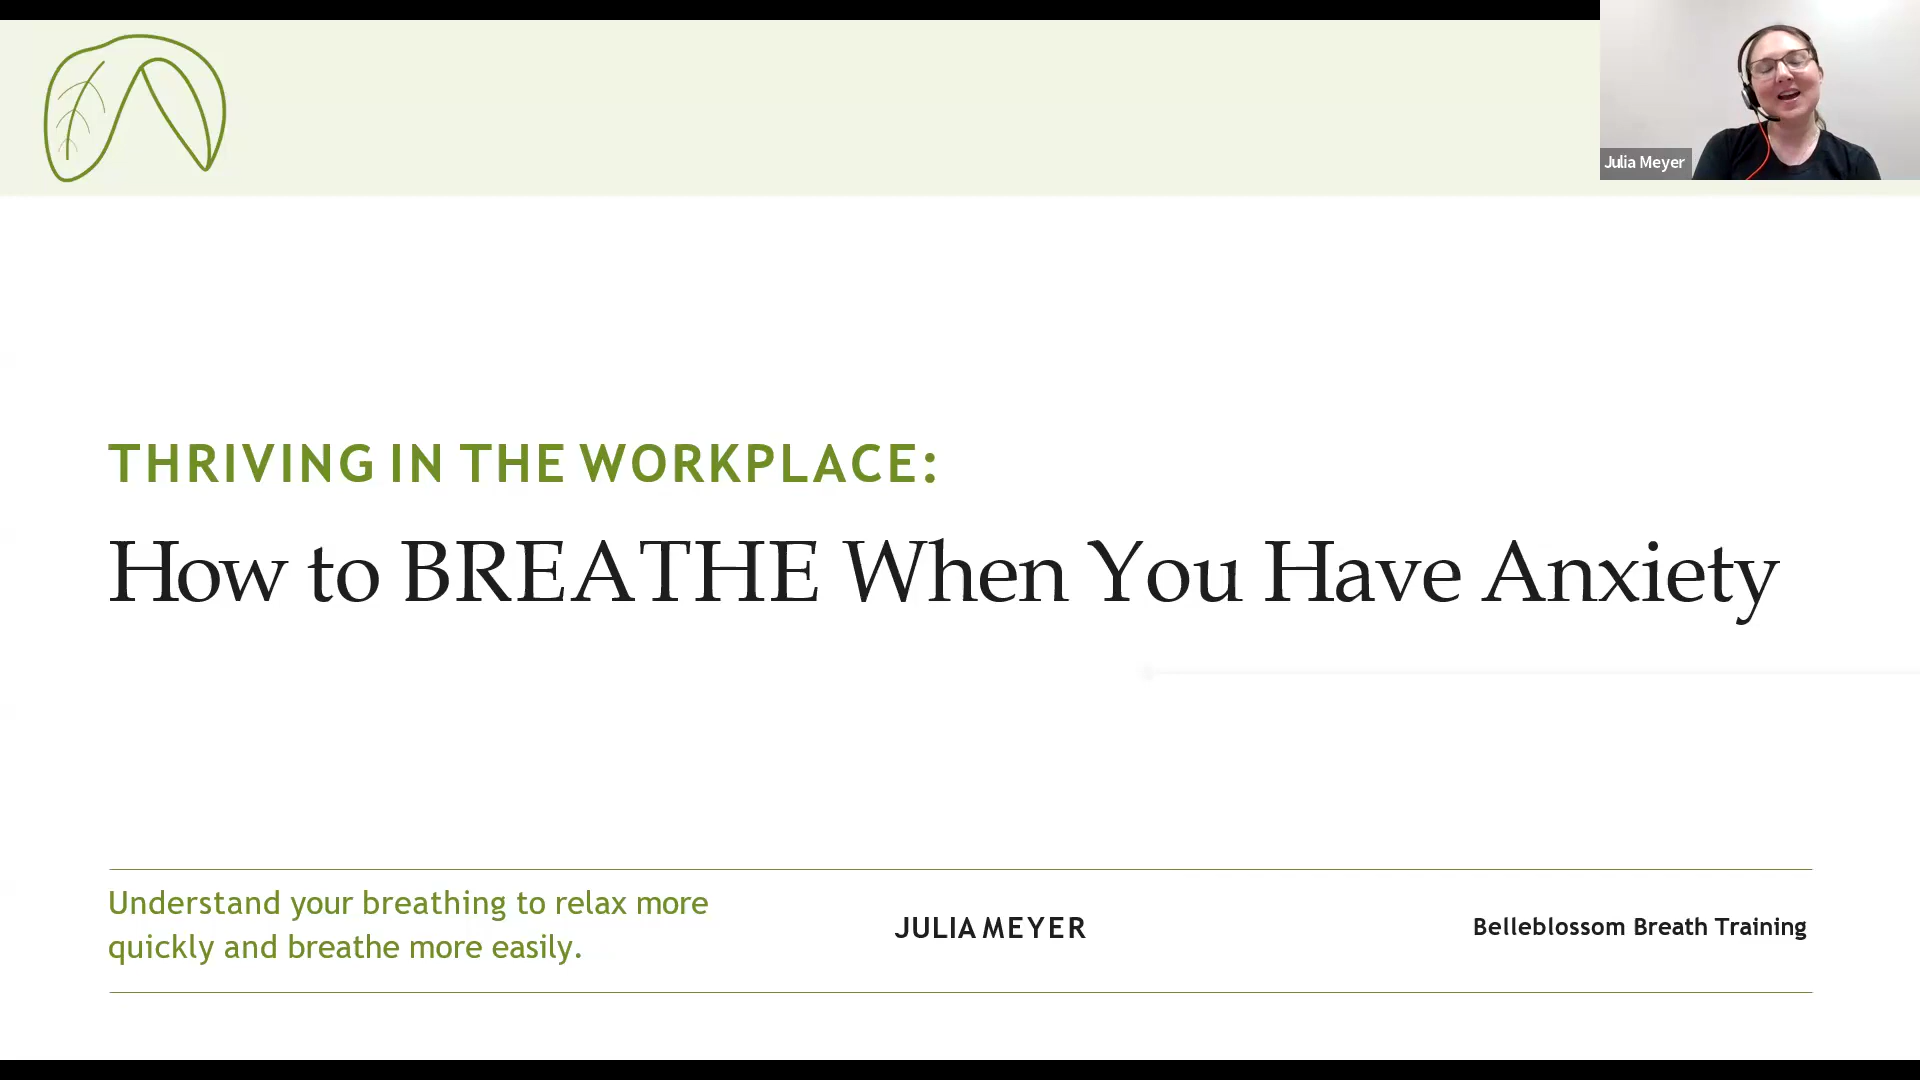 Julia Meyer
THRIVING IN THE WORKPLACE:
How to BREATHE When You Have Anxiety
Understand your breathing to relax more
quickly and breathe more easily.
JULIA MEYER
Belleblossom Breath Training